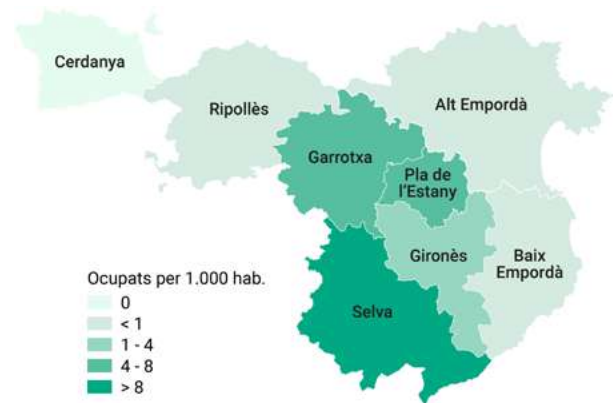 Cerdanya
Ripollès
Alt Empordà
Garrotxa
Pla de
l'Estany
Gironès
Baix
Empordà
Selva
Ocupats per 1.000 hab.
0
< 1
1 - 4
4 - 8
> 8